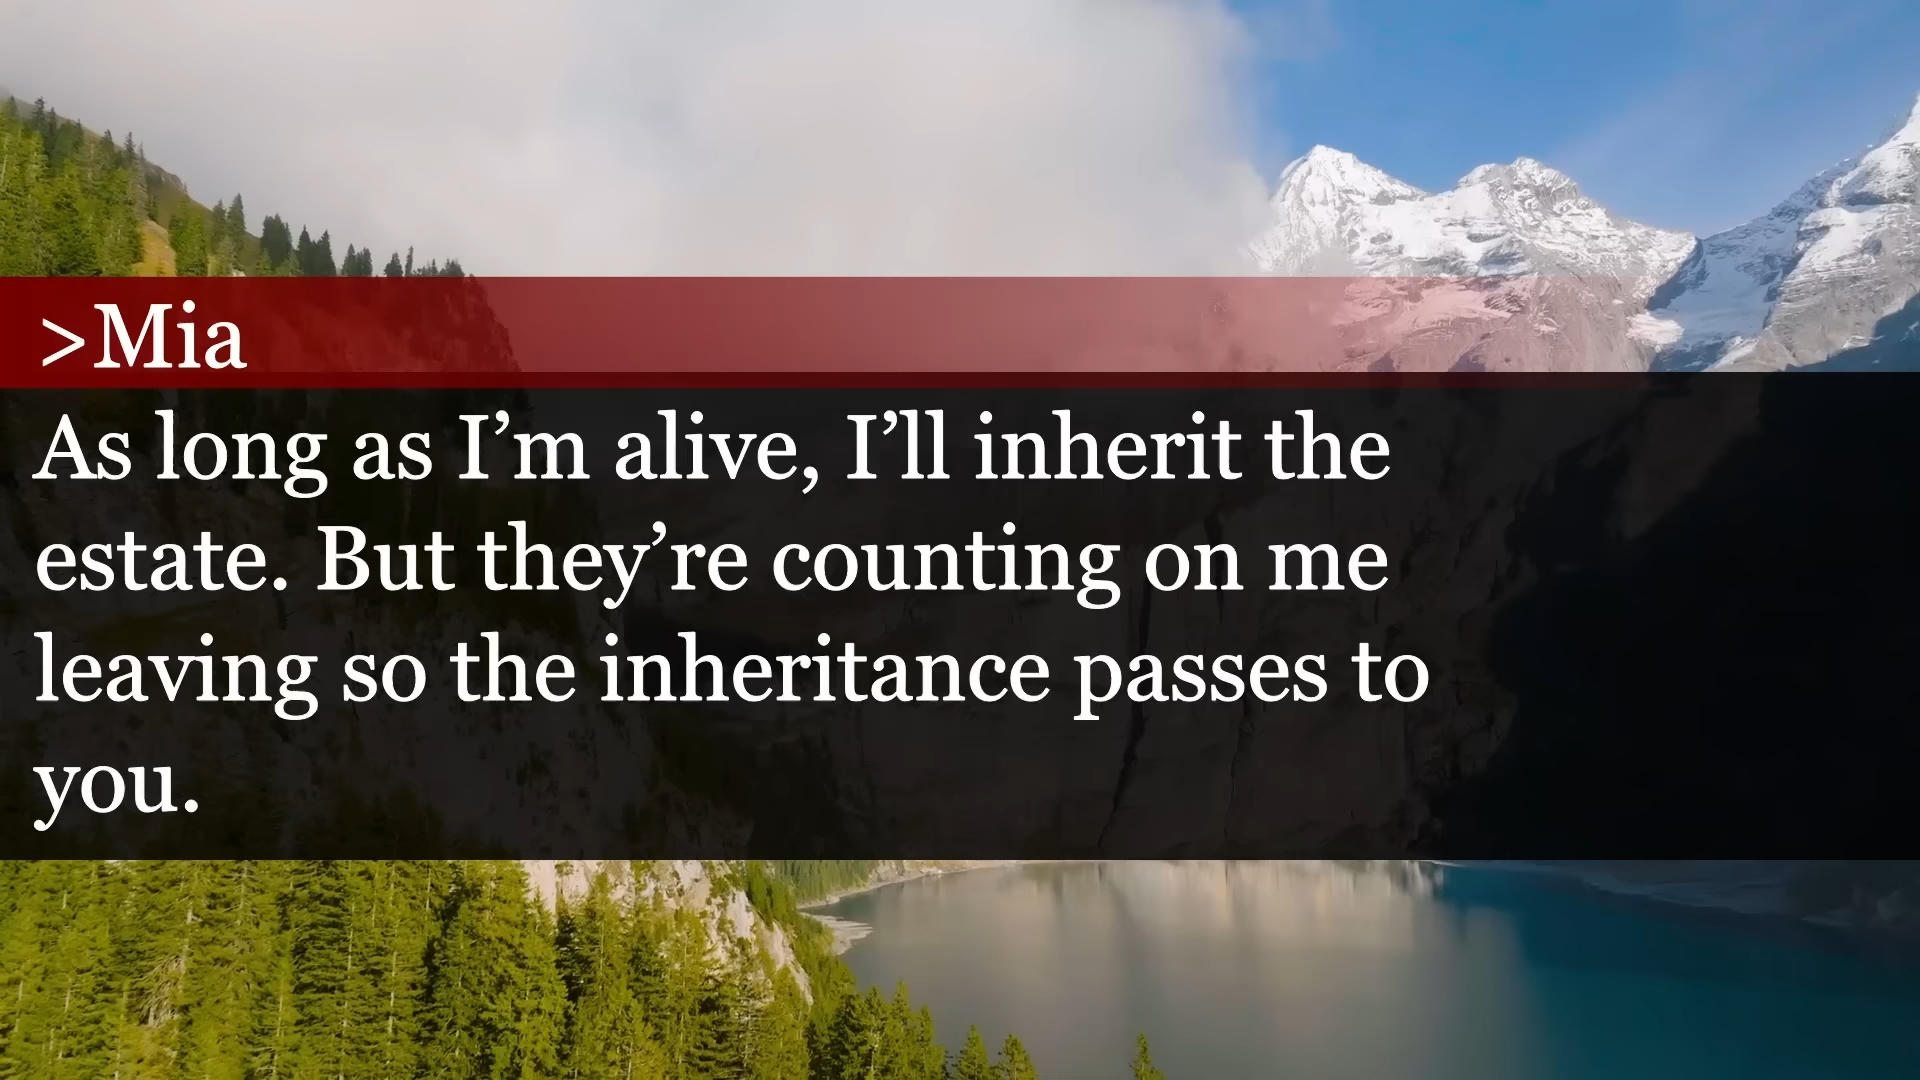 >Mia
As long as I’m alive, I’ll inherit the
estate. But they’re counting on me
leaving so the inheritance passes to
you.